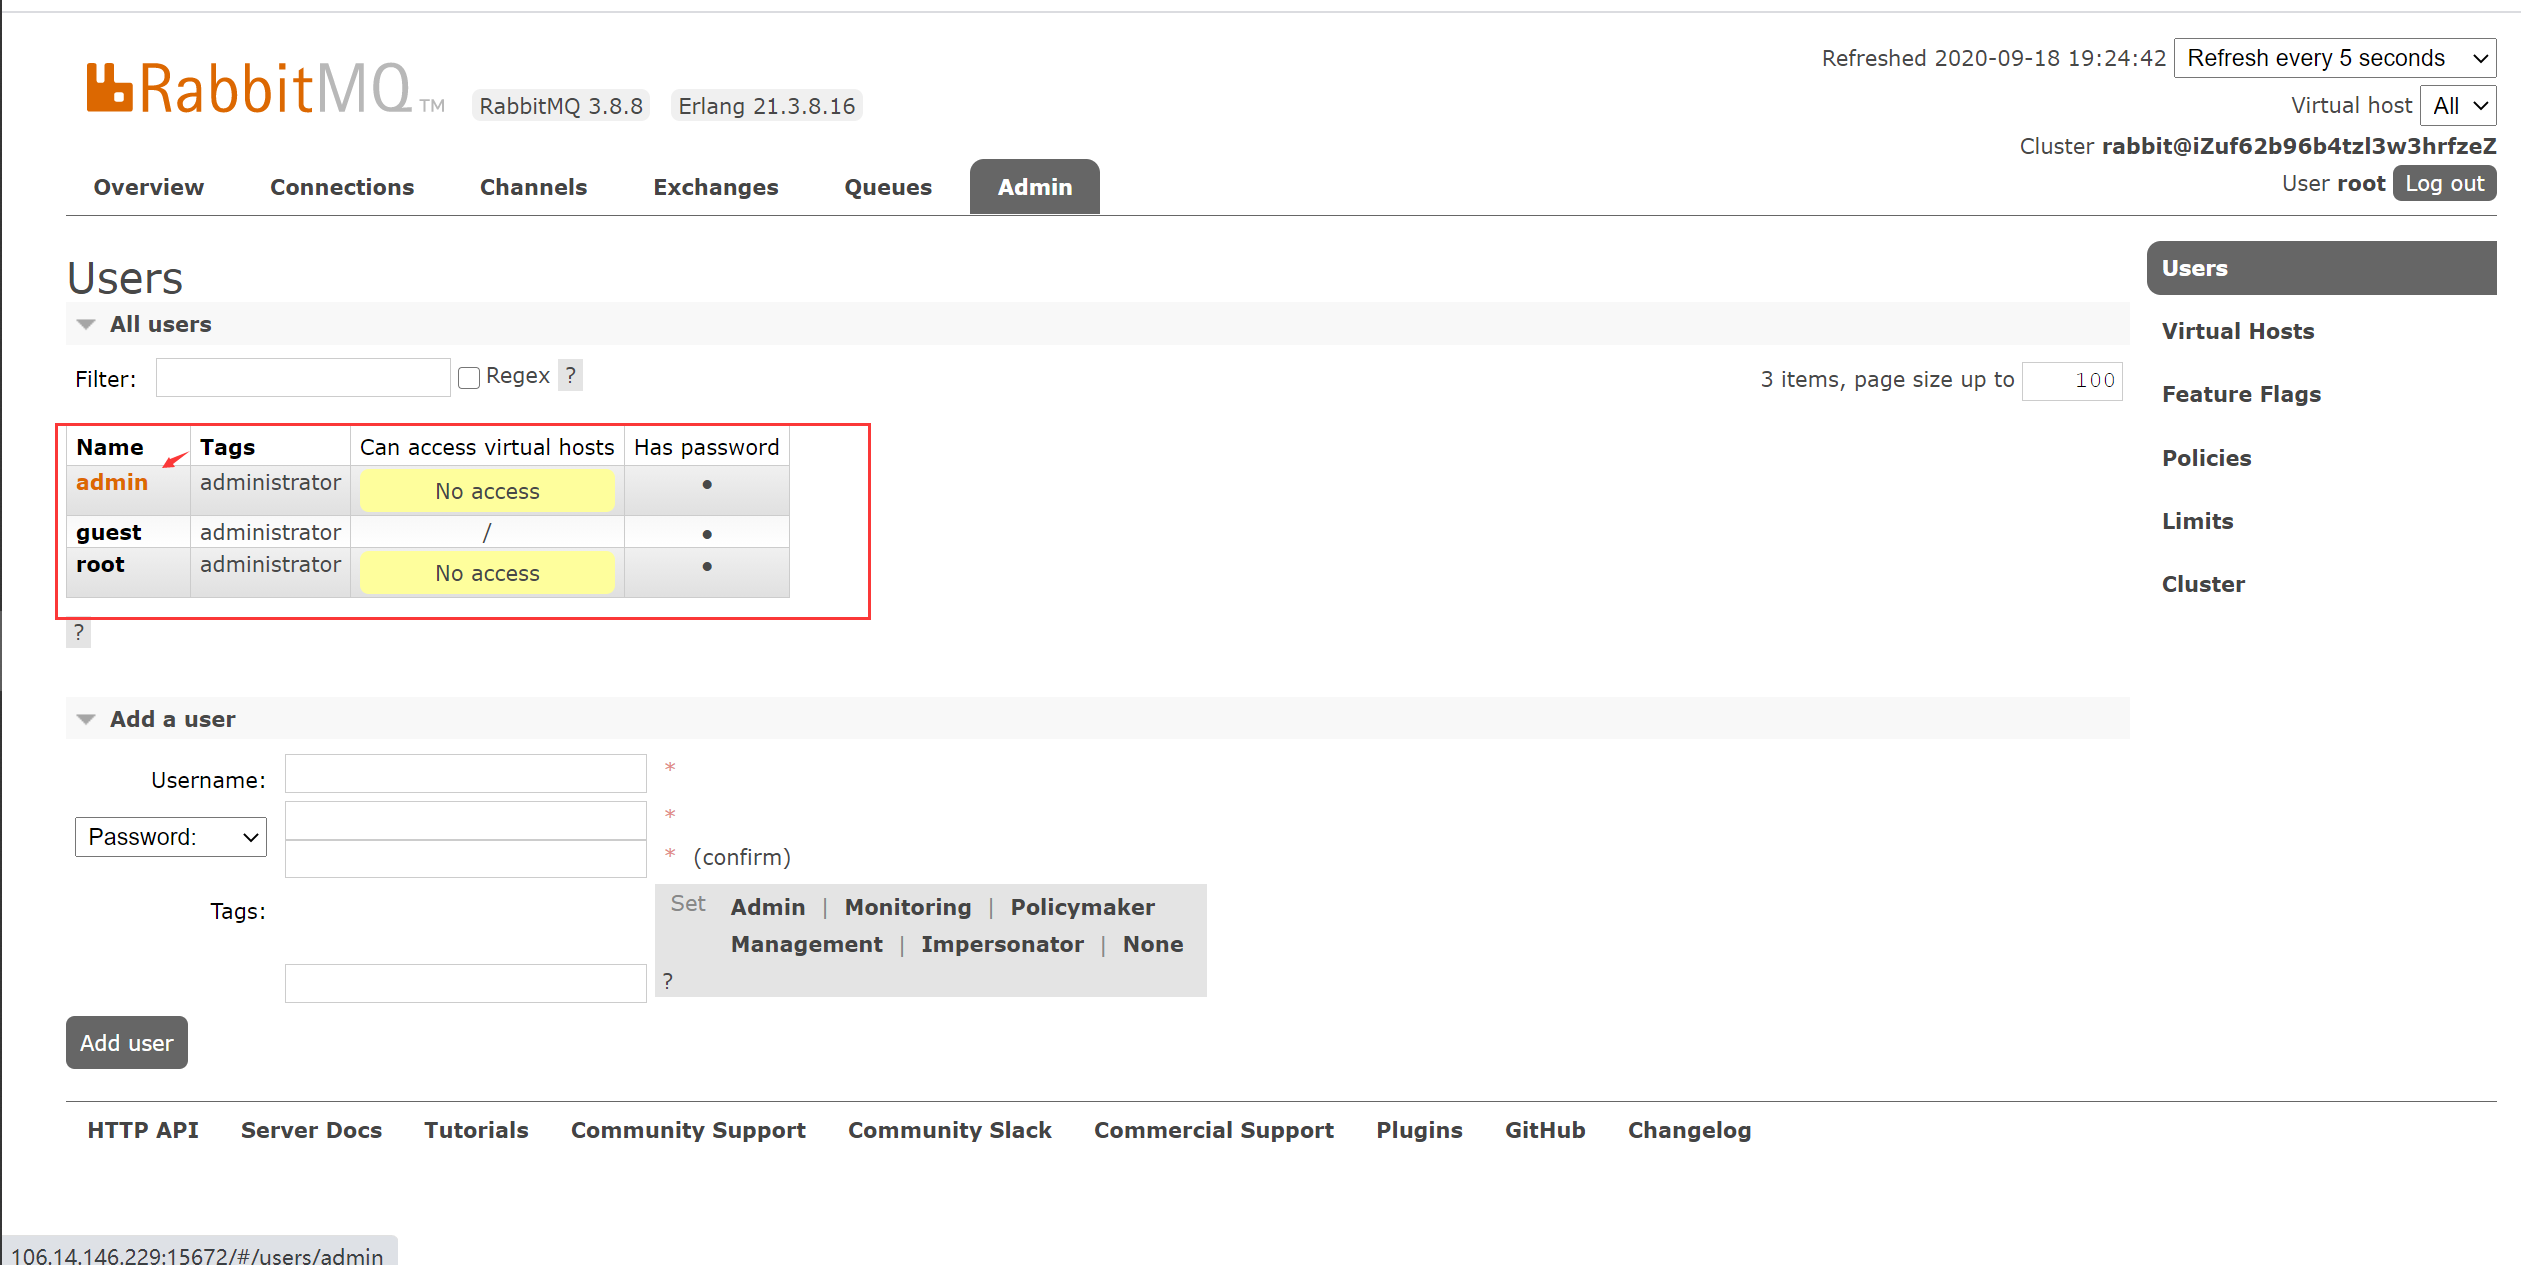 Refreshed 2020-09-18 19:24:42 Refresh every 5 seconds
RabbitMQ TM RabbitMQ 3.8.8 Erlang 21.3.8.16
Virtual host All
Cluster rabbit@iZuf62b96b4tzl3w3hrfzeZ
User root Log out
Overview Connections Channels Exchanges Queues Admin
Users
All users
Filter: Regex ? 3 items, page size up to 100
Name Tags Can access virtual hosts Has password
admin administrator No access ●
guest administrator / ●
root administrator No access ●
?
Users
Virtual Hosts
Feature Flags
Policies
Limits
Cluster
Add a user
Username: *
Password: *
* (confirm)
Tags: Set Admin | Monitoring | Policymaker
Management | Impersonator | None
?
Add user
HTTP API Server Docs Tutorials Community Support Community Slack Commercial Support Plugins GitHub Changelog
106.14.146.229:15672/#/users/admin